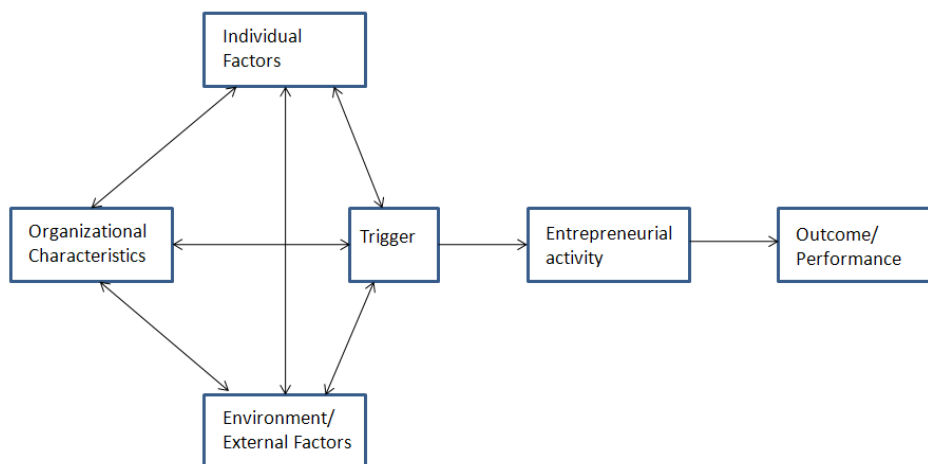 Individual
Factors
Organizational
Characteristics
Trigger
Entrepreneurial
activity
Outcome/
Performance
Environment/
External Factors